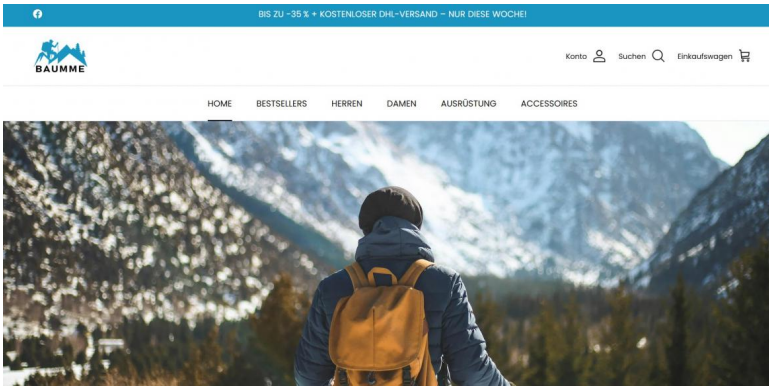 BIS ZU -35 % + KOSTENLOSER DHL-VERSAND – NUR DIESE WOCHE!
BAUMME
Konto Suchen Einkaufswagen
HOME BESTSELLERS HERREN DAMEN AUSRÜSTUNG ACCESSOIRES